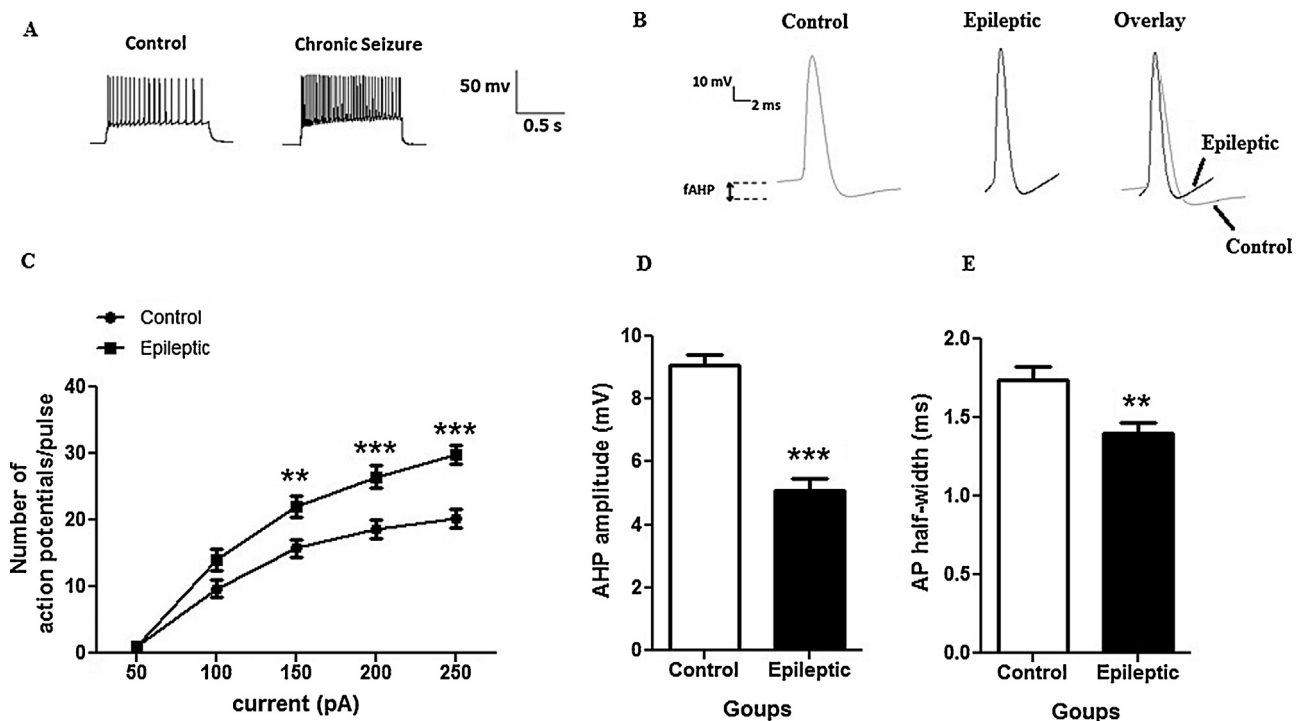 A
Control
Chronic Seizure
50 mv
0.5 s
B
Control
Epileptic
Overlay
10 mV
2 ms
fAHP
Epileptic
Control
C
Control
Epileptic
Number of
action potentials/pulse
40
30
20
10
0
**
***
***
50 100 150 200 250
current (pA)
D
AHP amplitude (mV)
10
8
6
4
2
0
***
Control Epileptic
Goups
E
AP half-width (ms)
2.0
1.5
1.0
0.5
0.0
**
Control Epileptic
Goups